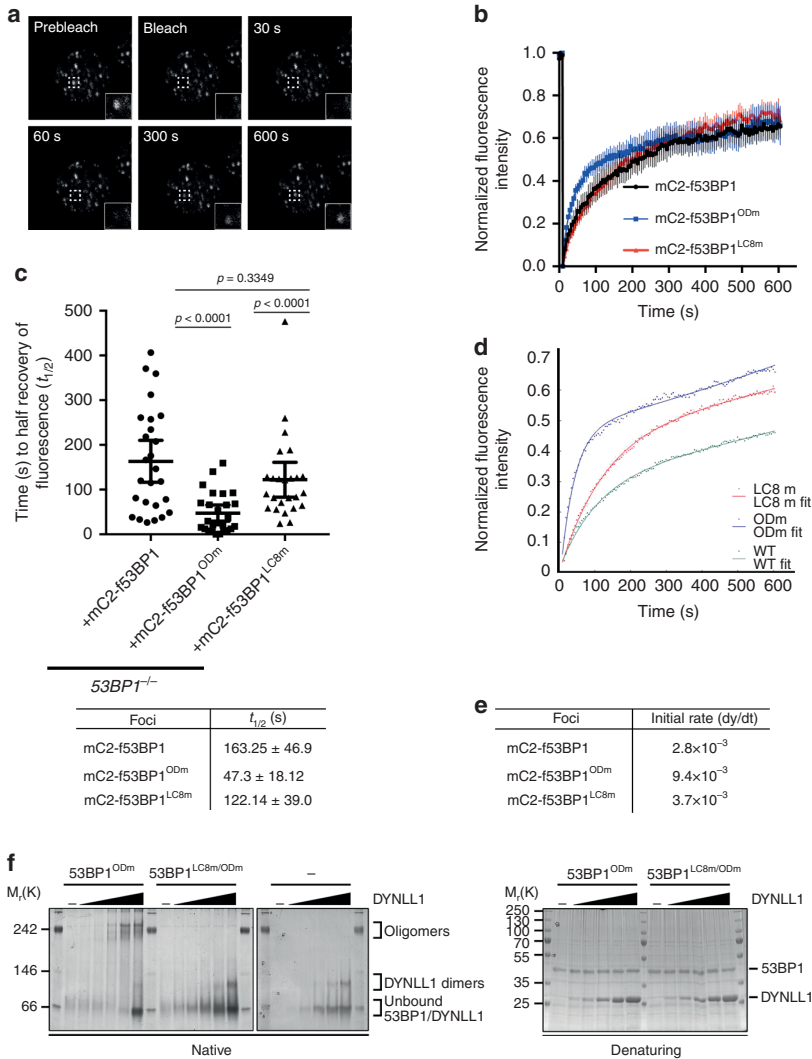 a
Prebleach
Bleach
30 s
60 s
300 s
600 s
b
Normalized fluorescence
intensity
1.0
0.8
0.6
0.4
0.2
0.0
mC2-f53BP1
mC2-f53BP1ODm
mC2-f53BP1LC8m
100 200 300 400 500 600
Time (s)
c
p = 0.3349
p < 0.0001
p < 0.0001
Time (s) to half recovery of
fluorescence (t1/2)
500
400
300
200
100
0
+mC2-f53BP1
+mC2-f53BP1ODm
+mC2-f53BP1LC8m
53BP1–/–
Foci t1/2 (s)
mC2-f53BP1 163.25 ± 46.9
mC2-f53BP1ODm 47.3 ± 18.12
mC2-f53BP1LC8m 122.14 ± 39.0
d
Normalized fluorescence
intensity
0.7
0.6
0.5
0.4
0.3
0.2
0.1
0
LC8 m
LC8 m fit
ODm
ODm fit
WT
WT fit
0 100 200 300 400 500 600
Time (s)
e
Foci Initial rate (dy/dt)
mC2-f53BP1 2.8×10–3
mC2-f53BP1ODm 9.4×10–3
mC2-f53BP1LC8m 3.7×10–3
f
53BP1ODm 53BP1LC8m/ODm –
Mr(K) – – – DYNLL1
242
146
66
Oligomers
DYNLL1 dimers
Unbound
53BP1/DYNLL1
Native
53BP1ODm 53BP1LC8m/ODm
Mr(K) – – DYNLL1
250
130
100
70
55
35
25
53BP1
DYNLL1
Denaturing